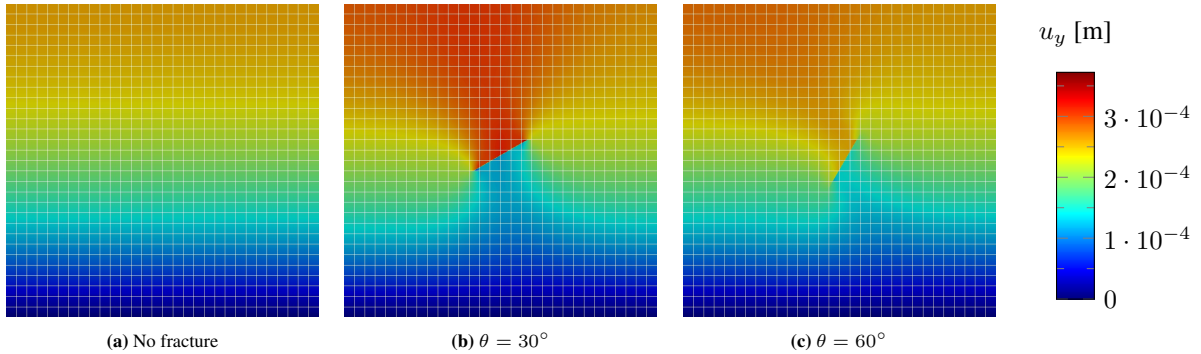 u_y [m]
3 · 10⁻⁴
2 · 10⁻⁴
1 · 10⁻⁴
0
(a) No fracture
(b) θ = 30°
(c) θ = 60°